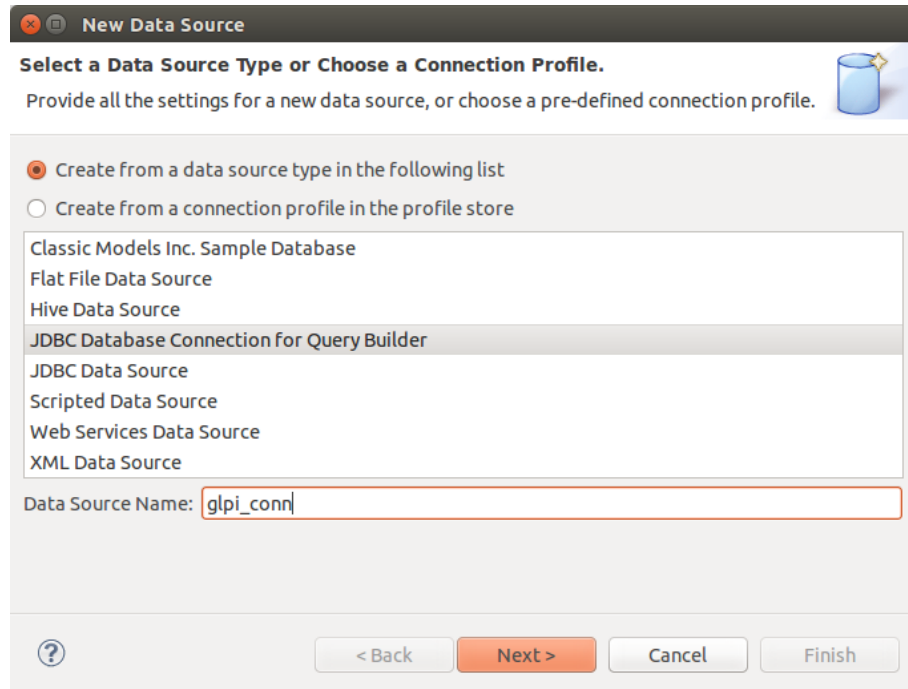 New Data Source
Select a Data Source Type or Choose a Connection Profile.
Provide all the settings for a new data source, or choose a pre-defined connection profile.
Create from a data source type in the following list
Create from a connection profile in the profile store
Classic Models Inc. Sample Database
Flat File Data Source
Hive Data Source
JDBC Database Connection for Query Builder
JDBC Data Source
Scripted Data Source
Web Services Data Source
XML Data Source
Data Source Name: glpi_conn
? < Back Next > Cancel Finish